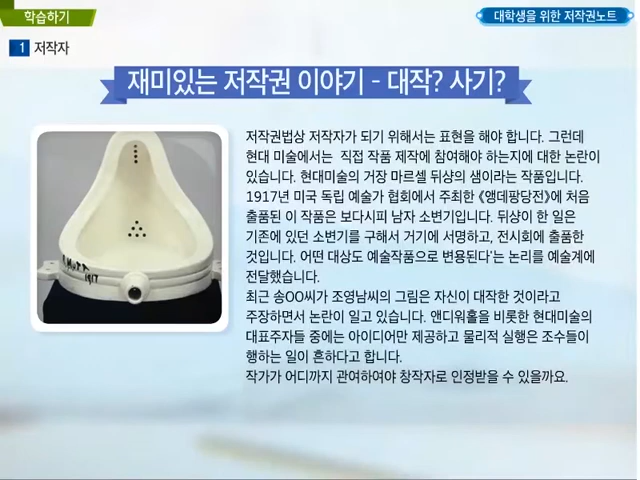 학습하기
대학생을 위한 저작권노트
1 저작자
재미있는 저작권 이야기 - 대작? 사기?
저작권법상 저작자가 되기 위해서는 표현을 해야 합니다. 그런데
현대 미술에서는 직접 작품 제작에 참여해야 하는지에 대한 논란이
있습니다. 현대미술의 거장 마르셀 뒤샹의 샘이라는 작품입니다.
1917년 미국 독립 예술가 협회에서 주최한 《앵데팡당전》에 처음
출품된 이 작품은 보다시피 남자 소변기입니다. 뒤샹이 한 일은
기존에 있던 소변기를 구해서 거기에 서명하고, 전시회에 출품한
것입니다. 어떤 대상도 예술작품으로 변용된다'는 논리를 예술계에
전달했습니다.
최근 송OO씨가 조영남씨의 그림은 자신이 대작한 것이라고
주장하면서 논란이 일고 있습니다. 앤디워홀을 비롯한 현대미술의
대표주자들 중에는 아이디어만 제공하고 물리적 실행은 조수들이
행하는 일이 흔하다고 합니다.
작가가 어디까지 관여하여야 창작자로 인정받을 수 있을까요.
R. MUTT
1917